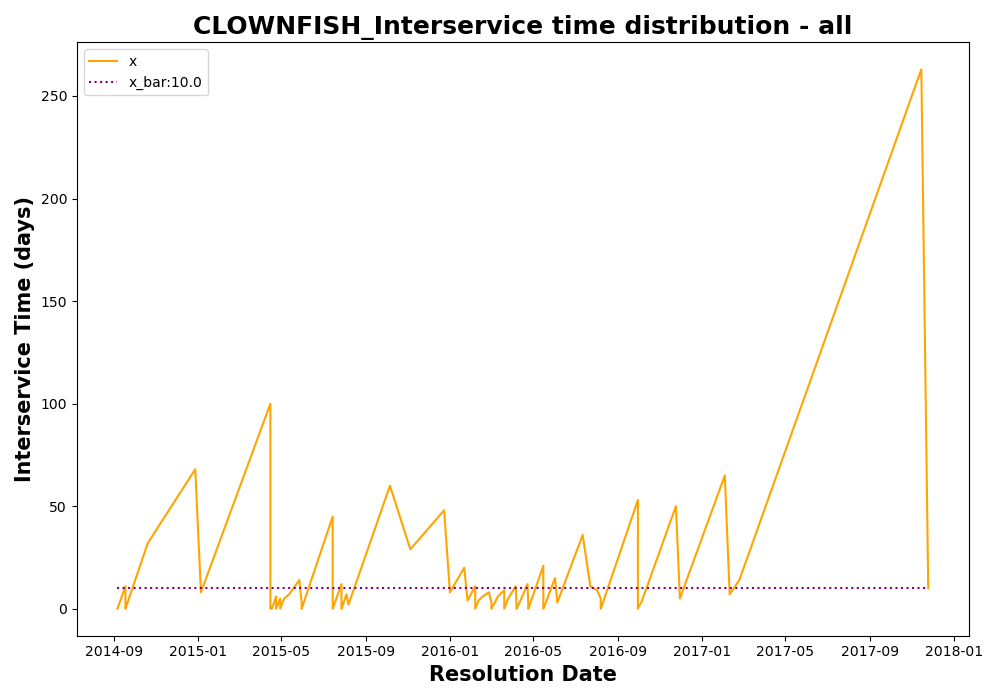 CLOWNFISH_Interservice time distribution - all
x
x_bar:10.0
Interservice Time (days)
250
200
150
100
50
0
2014-09 2015-01 2015-05 2015-09 2016-01 2016-05 2016-09 2017-01 2017-05 2017-09 2018-01
Resolution Date